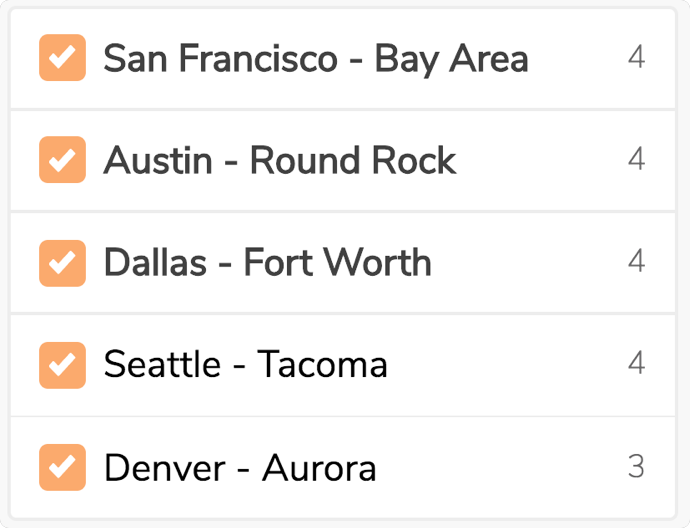 San Francisco - Bay Area 4
Austin - Round Rock 4
Dallas - Fort Worth 4
Seattle - Tacoma 4
Denver - Aurora 3